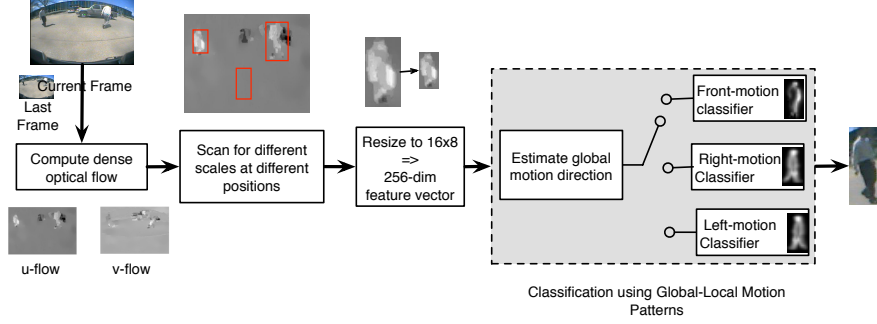 Current Frame
Last
Frame
Compute dense
optical flow
u-flow
v-flow
Scan for different
scales at different
positions
Resize to 16x8
=>
256-dim
feature vector
Estimate global
motion direction
Front-motion
classifier
Right-motion
Classifier
Left-motion
Classifier
Classification using Global-Local Motion
Patterns